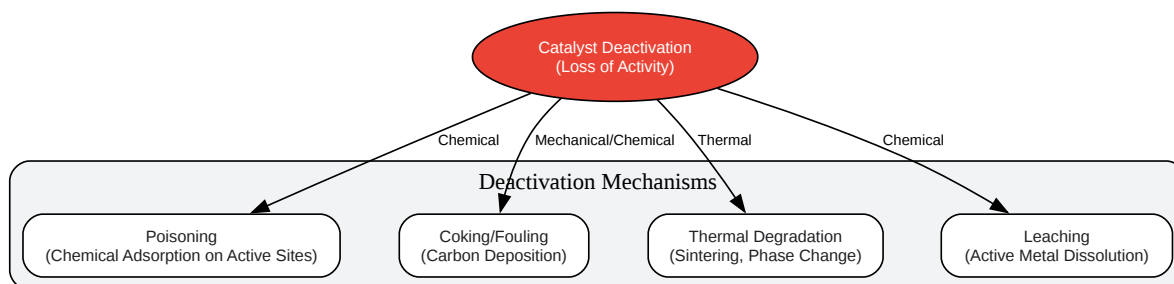 Catalyst Deactivation
(Loss of Activity)
Chemical
Mechanical/Chemical
Thermal
Chemical
Deactivation Mechanisms
Poisoning
(Chemical Adsorption on Active Sites)
Coking/Fouling
(Carbon Deposition)
Thermal Degradation
(Sintering, Phase Change)
Leaching
(Active Metal Dissolution)